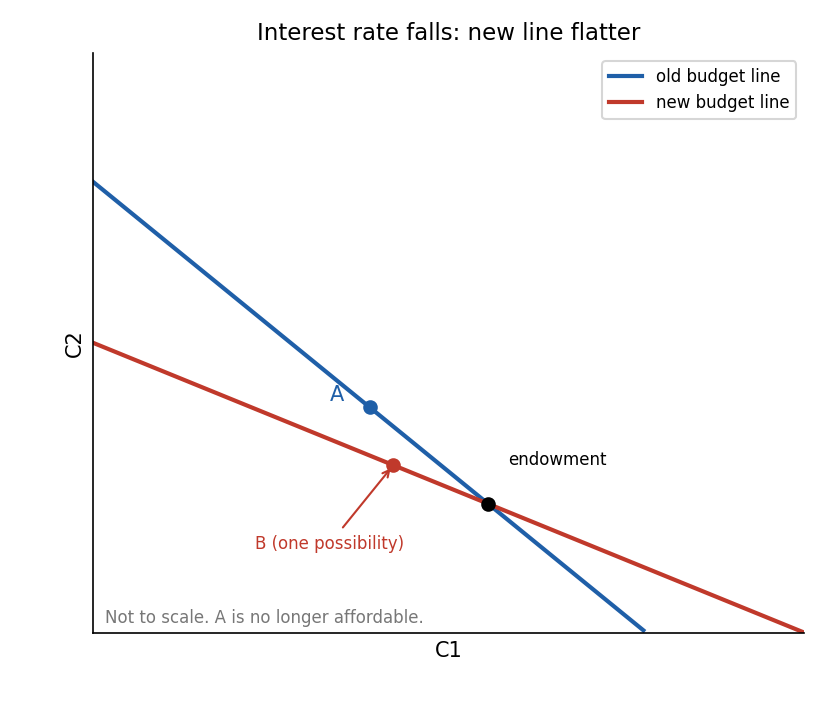 Interest rate falls: new line flatter
old budget line
new budget line
C2
A
endowment
B (one possibility)
Not to scale. A is no longer affordable.
C1